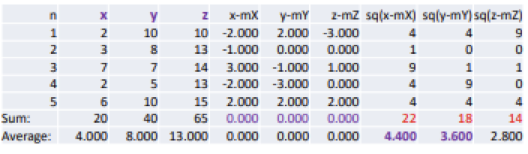 n x y z x-mX y-mY z-mZ sq(x-mX) sq(y-mY) sq(z-mZ)
1 2 10 10 -2.000 2.000 -3.000 4 4 9
2 3 8 13 -1.000 0.000 0.000 1 0 0
3 7 7 14 3.000 -1.000 1.000 9 1 1
4 2 5 13 -2.000 -3.000 0.000 4 9 0
5 6 10 15 2.000 2.000 2.000 4 4 4
Sum: 20 40 65 0.000 0.000 0.000 22 18 14
Average: 4.000 8.000 13.000 0.000 0.000 0.000 4.400 3.600 2.800